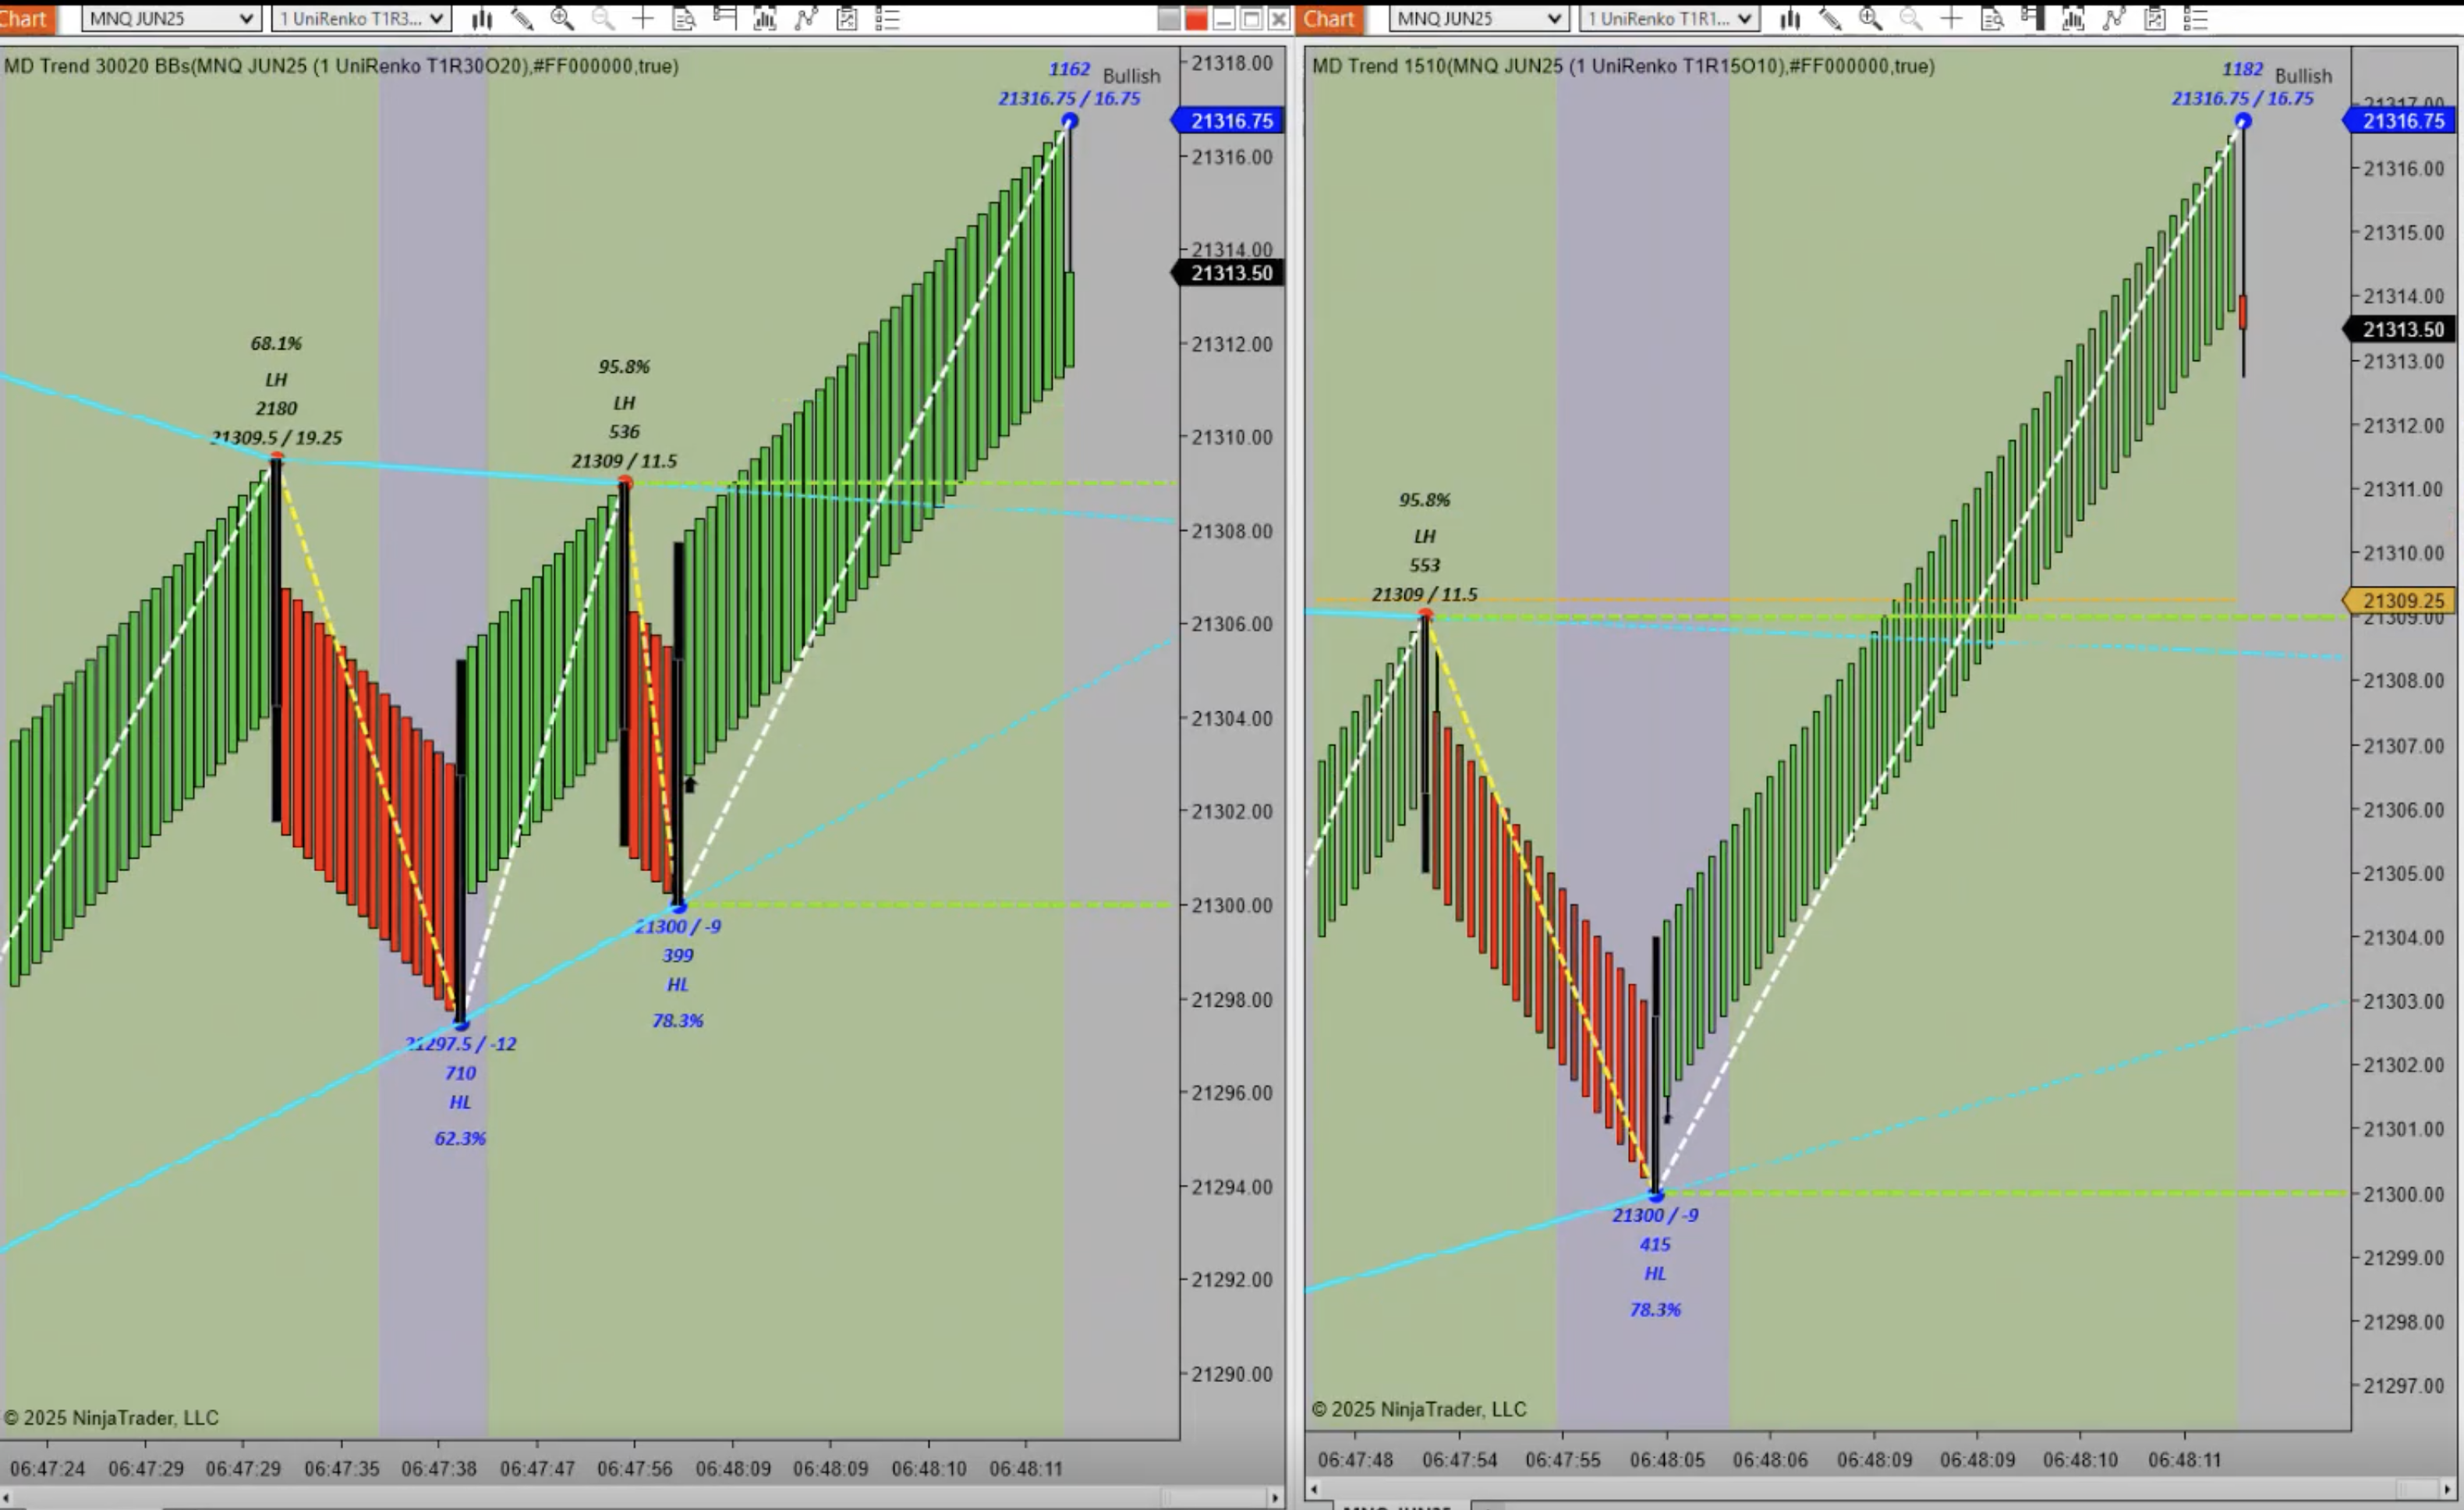 Chart
MNQ JUN25
1 UniRenko T1R3...
Chart
MNQ JUN25
1 UniRenko T1R1...
MD Trend 30020 BBs(MNQ JUN25 (1 UniRenko T1R30O20),#FF000000,true)
1162
Bullish
21316.75 / 16.75
68.1%
LH
2180
21309.5 / 19.25
95.8%
LH
536
21309 / 11.5
21300 / -9
399
HL
78.3%
21297.5 / -12
710
HL
62.3%
21318.00
21316.75
21316.00
21314.00
21313.50
21312.00
21310.00
21308.00
21306.00
21304.00
21302.00
21300.00
21298.00
21296.00
21294.00
21292.00
21290.00
© 2025 NinjaTrader, LLC
06:47:24
06:47:29
06:47:29
06:47:35
06:47:38
06:47:47
06:47:56
06:48:09
06:48:09
06:48:10
06:48:11
MD Trend 1510(MNQ JUN25 (1 UniRenko T1R15O10),#FF000000,true)
1182
Bullish
21316.75 / 16.75
95.8%
LH
553
21309 / 11.5
21300 / -9
415
HL
78.3%
21317.00
21316.75
21316.00
21315.00
21314.00
21313.50
21313.00
21312.00
21311.00
21310.00
21309.25
21309.00
21308.00
21307.00
21306.00
21305.00
21304.00
21303.00
21302.00
21301.00
21300.00
21299.00
21298.00
21297.00
© 2025 NinjaTrader, LLC
06:47:48
06:47:54
06:47:55
06:48:05
06:48:06
06:48:09
06:48:09
06:48:10
06:48:11
MNQ JUN25